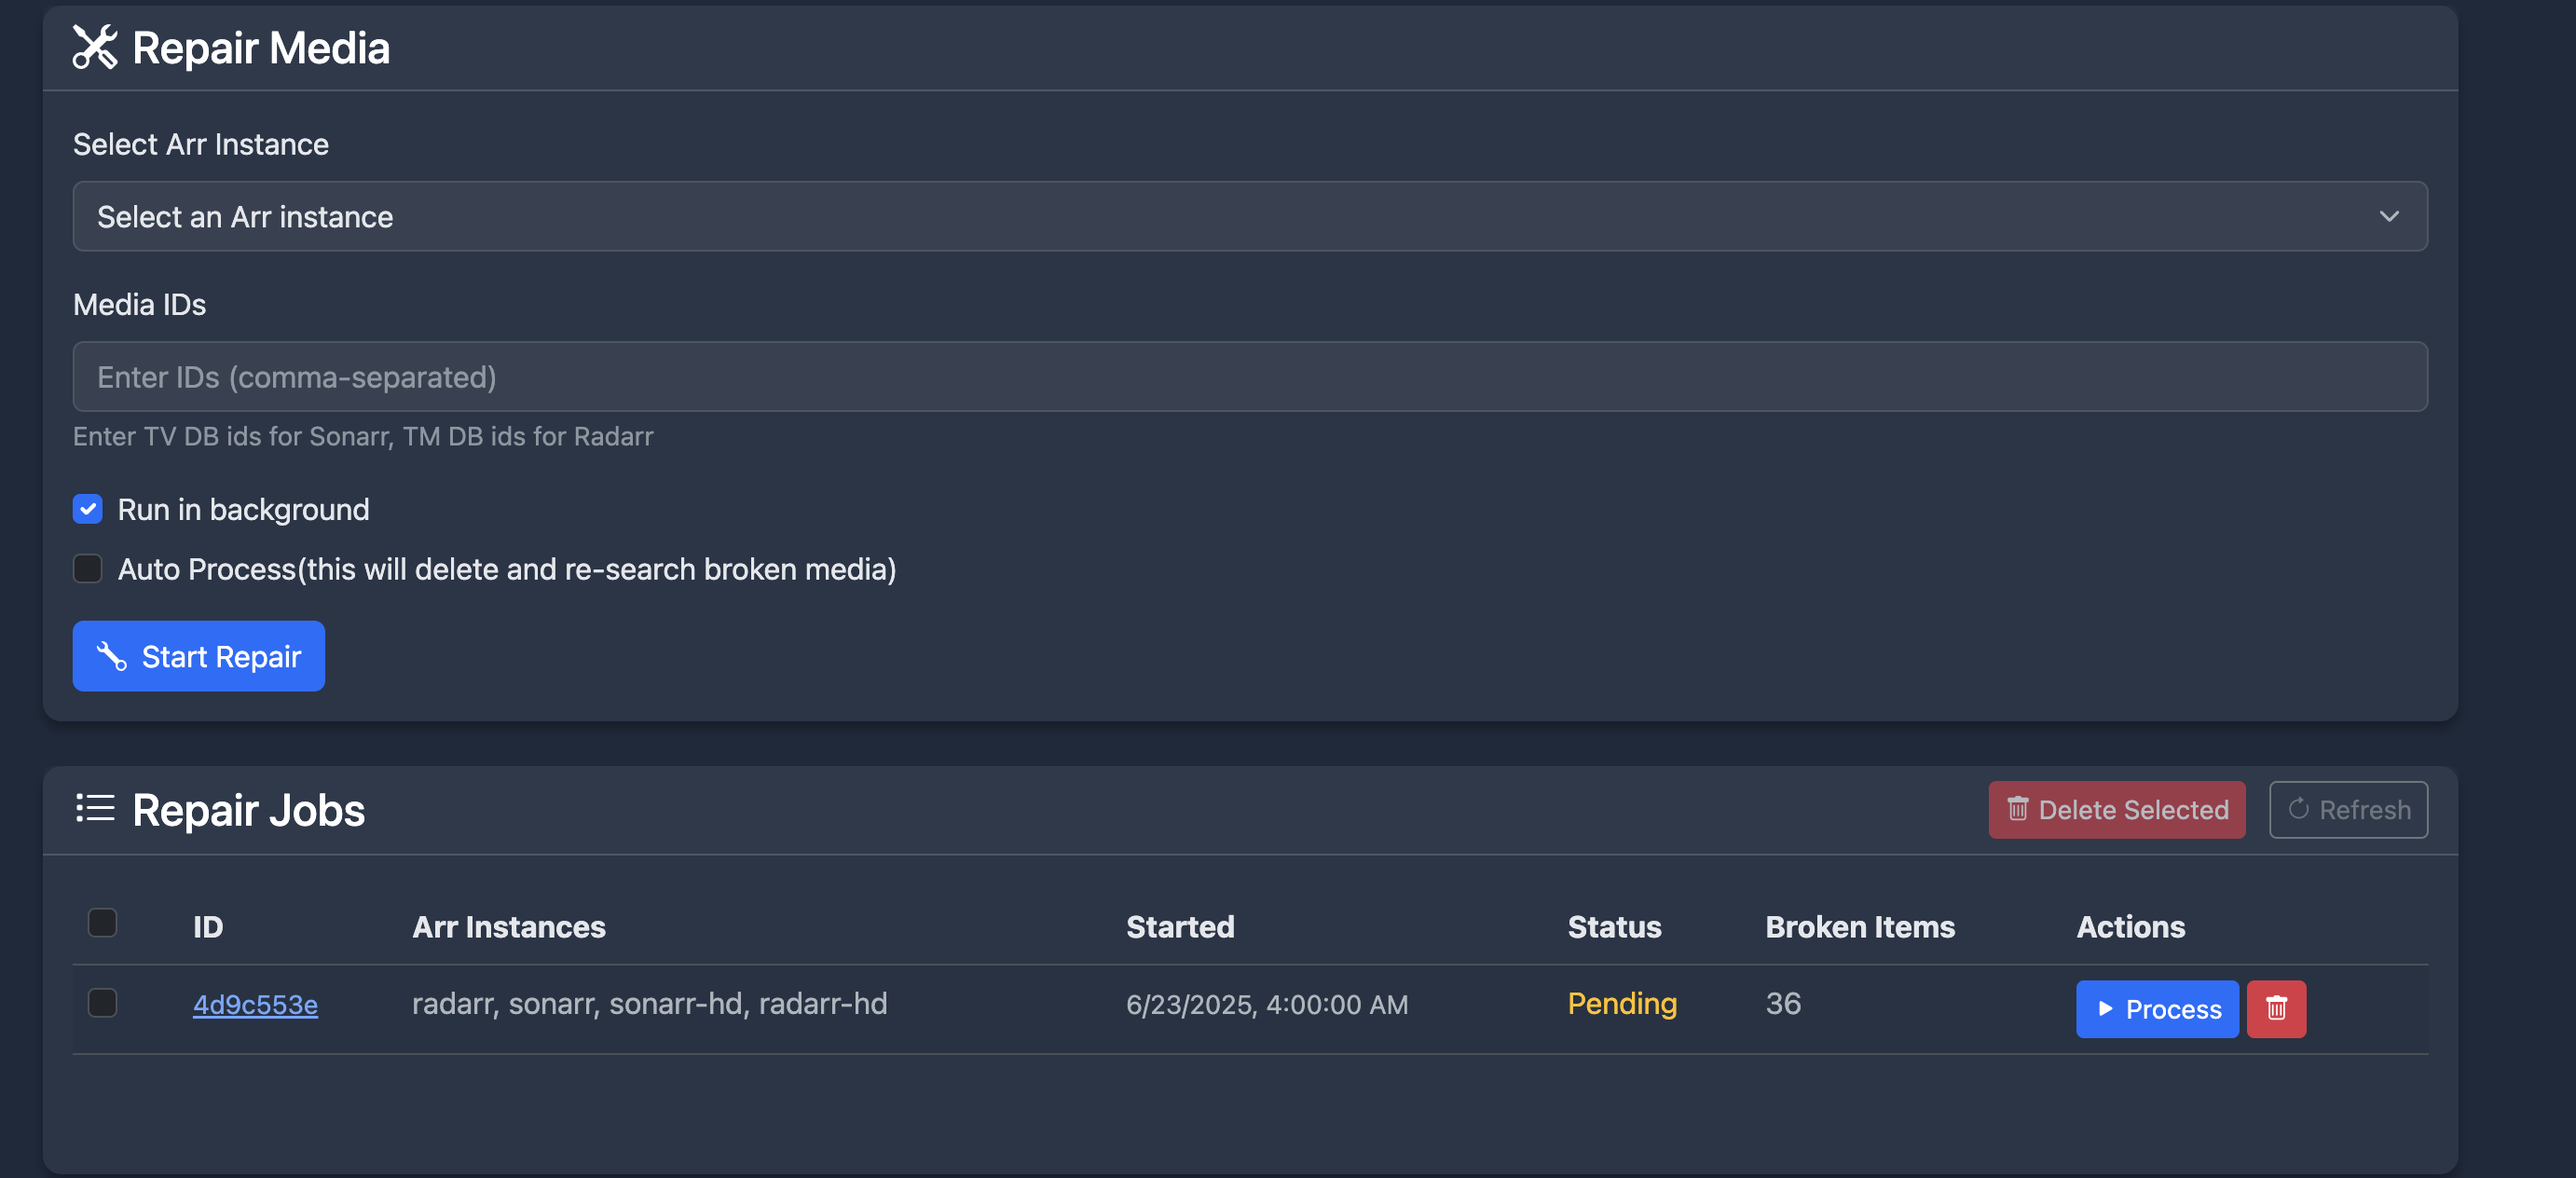 Repair Media
Select Arr Instance
Select an Arr instance
Media IDs
Enter IDs (comma-separated)
Enter TV DB ids for Sonarr, TM DB ids for Radarr
Run in background
Auto Process(this will delete and re-search broken media)
Start Repair
Repair Jobs
Delete Selected
Refresh
ID Arr Instances Started Status Broken Items Actions
4d9c553e radarr, sonarr, sonarr-hd, radarr-hd 6/23/2025, 4:00:00 AM Pending 36 Process